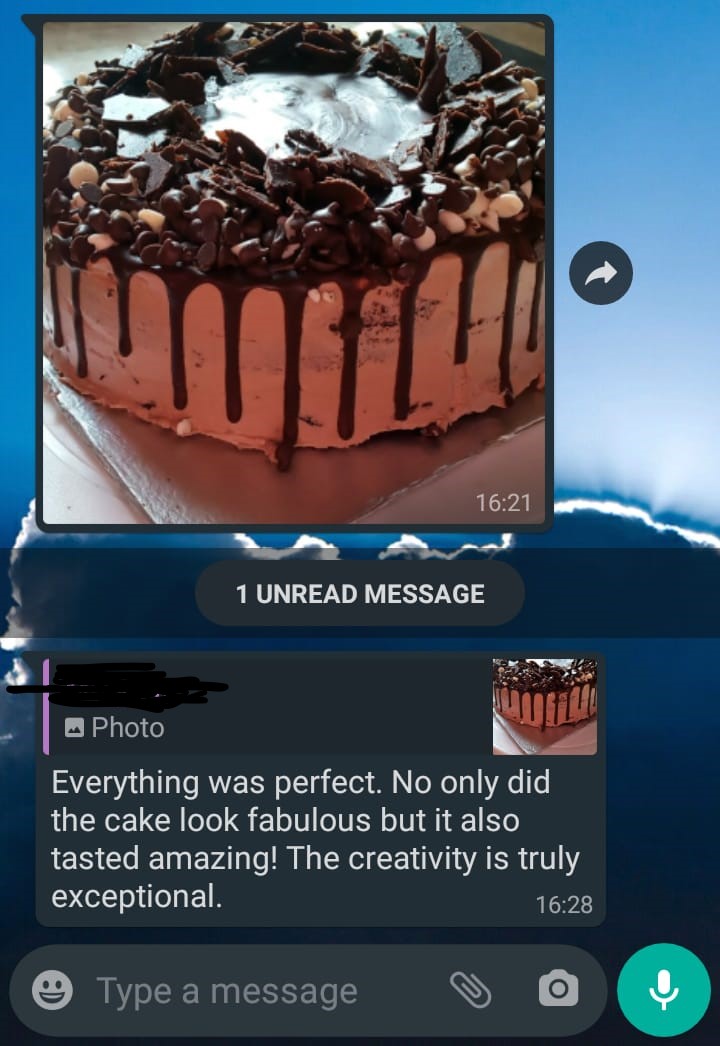 16:21
1 UNREAD MESSAGE
Photo
Everything was perfect. No only did
the cake look fabulous but it also
tasted amazing! The creativity is truly
exceptional.
16:28
Type a message